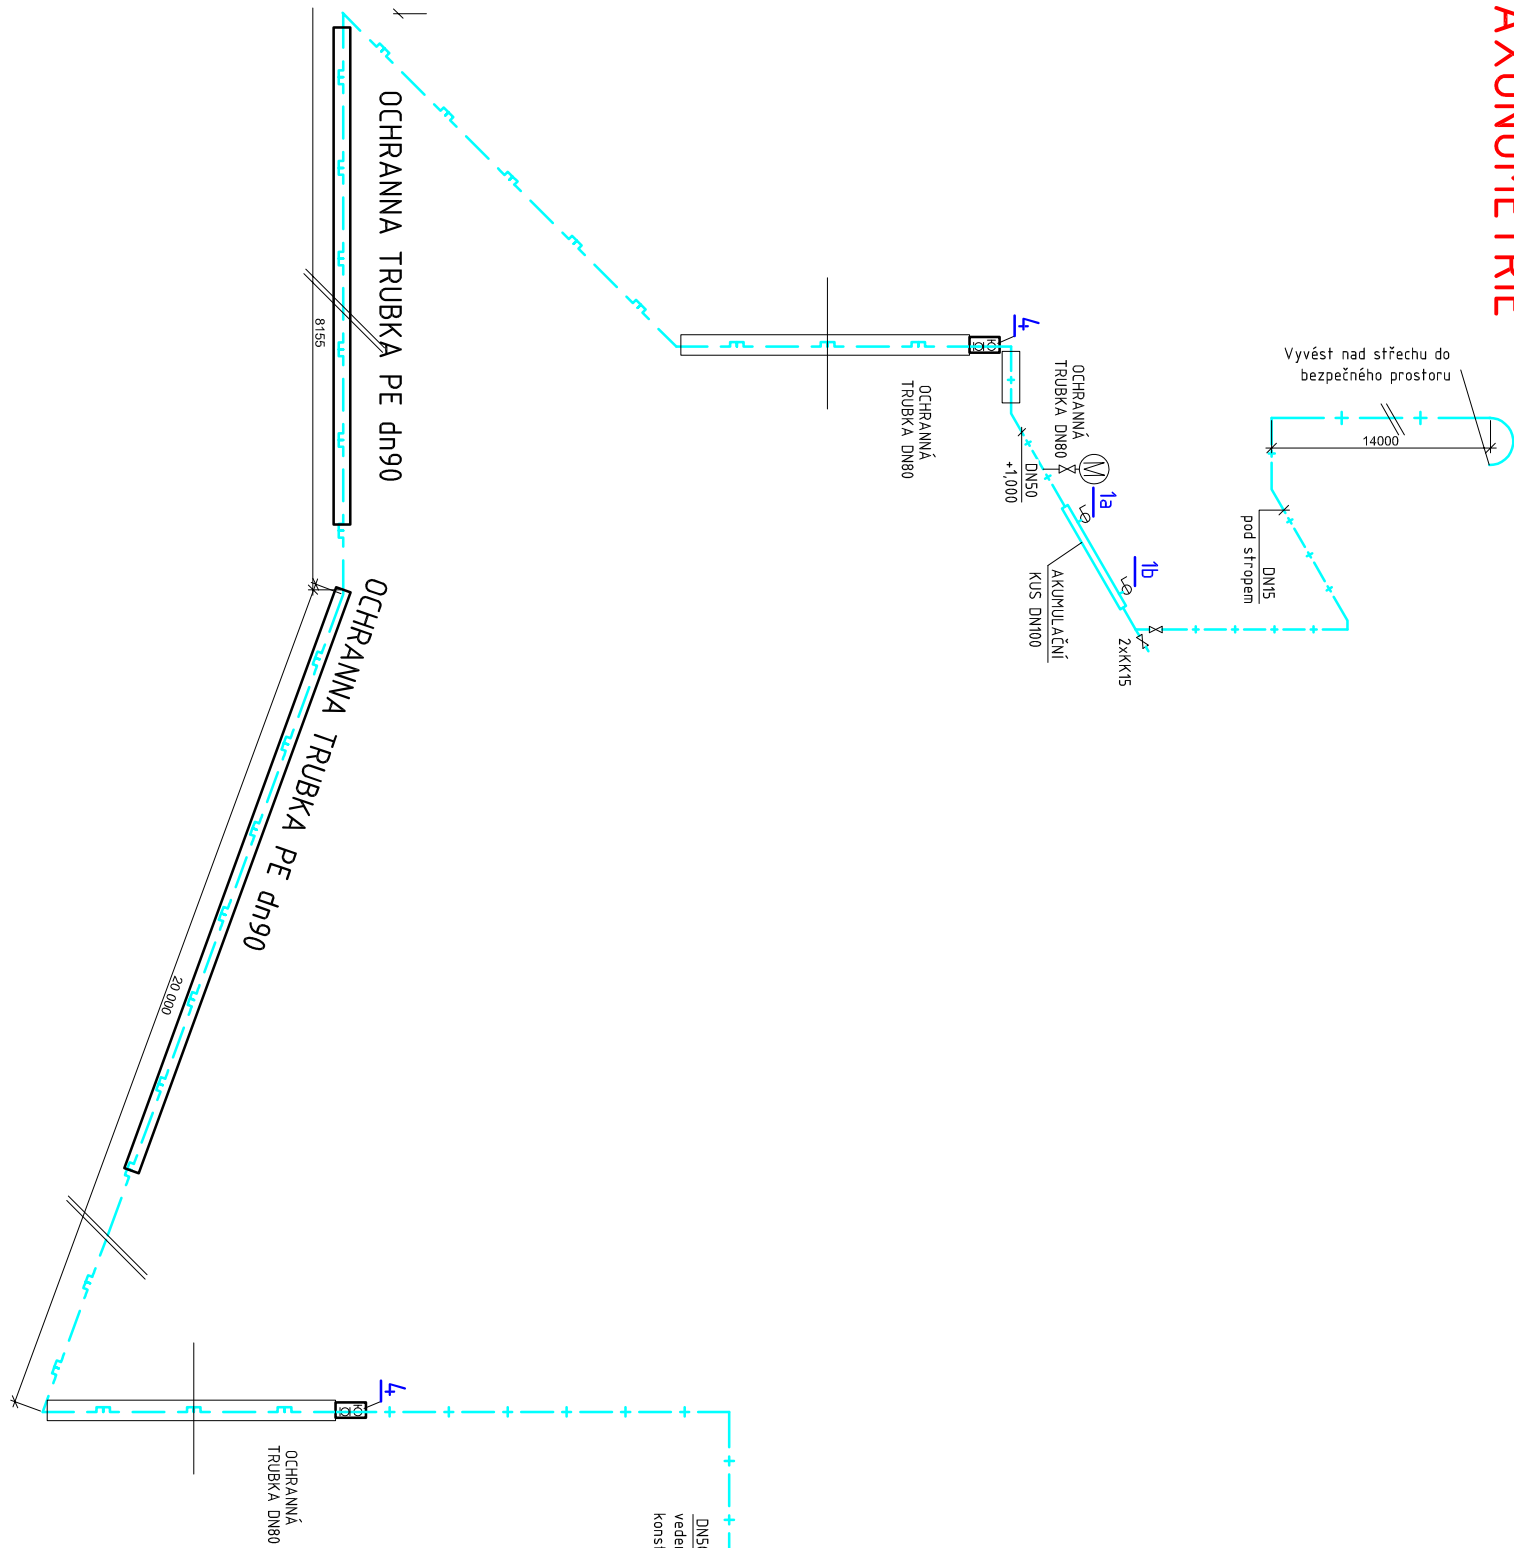 AXONOMETRIE
Vyvést nad střechu do
bezpečného prostoru
14000
DN15
pod stropem
4
OCHRANNÁ
TRUBKA DN80
M
1a
1b
DN50
+1,000
AKUMULAČNÍ
KUS DN100
2xKK15
OCHRANNÁ
TRUBKA DN80
OCHRANNA TRUBKA PE dn90
8155
OCHRANNA TRUBKA PE dn90
20 000
4
OCHRANNÁ
TRUBKA DN80